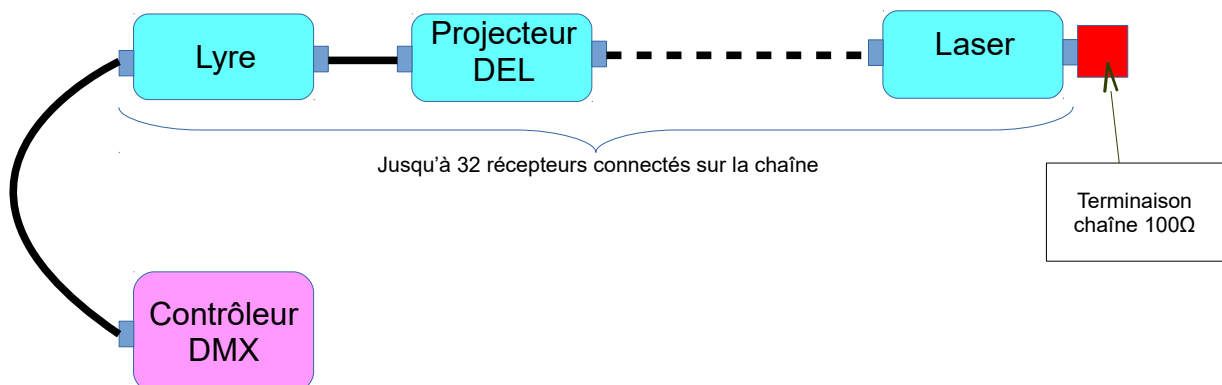 Lyre
Projecteur
DEL
Laser
Jusqu'à 32 récepteurs connectés sur la chaîne
Terminaison
chaîne 100Ω
Contrôleur
DMX